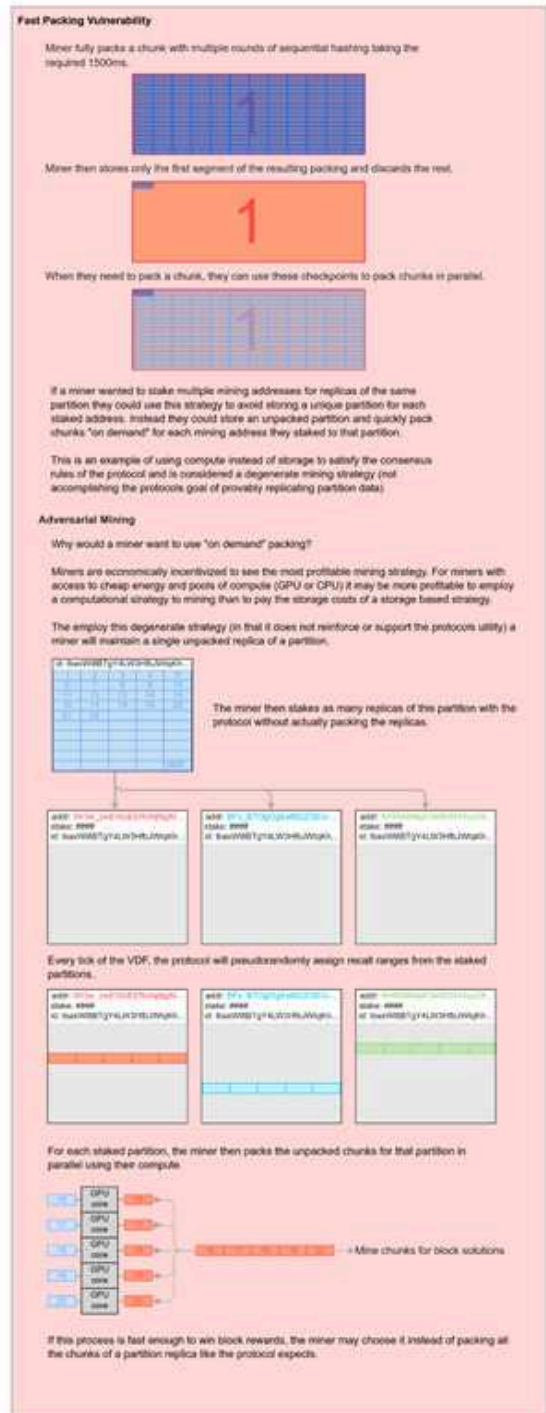 Fast Packing Vulnerability
Miner fully packs a chunk with multiple rounds of sequential hashing taking the
required 1500ms.
1
Miner then stores only the first segment of the resulting packing and discards the rest.
1
When they need to pack a chunk, they can use these checkpoints to pack chunks in parallel.
1
If a miner wanted to stake multiple mining addresses for replicas of the same
partition they could use this strategy to avoid storing a unique partition for each
staked address. Instead they could store an unpacked partition and quickly pack
chunks "on demand" for each mining address they staked to that partition.
This is an example of using compute instead of storage to satisfy the consensus
rules of the protocol and is considered a degenerate mining strategy (not
accomplishing the protocols goal of provably replicating partition data)
Adversarial Mining
Why would a miner want to use "on demand" packing?
Miners are economically incentivized to see the most profitable mining strategy. For miners with
access to cheap energy and pools of compute (GPU or CPU) it may be more profitable to employ
a computational strategy to mining than to pay the storage costs of a storage based strategy.
The employ this degenerate strategy (in that it does not reinforce or support the protocols utility) a
miner will maintain a single unpacked replica of a partition.
The miner then stakes as many replicas of this partition with the
protocol without actually packing the replicas.
addr:
stake: ####
id:
addr:
stake: ####
id:
addr:
stake: ####
id:
Every tick of the VDF, the protocol will pseudorandomly assign recall ranges from the staked
partitions.
addr:
stake: ####
id:
addr:
stake: ####
id:
addr:
stake: ####
id:
For each staked partition, the miner then packs the unpacked chunks for that partition in
parallel using their compute
GPU
core
GPU
core
GPU
core
GPU
core
GPU
core
Mine chunks for block solutions
If this process is fast enough to win block rewards, the miner may choose it instead of packing all
the chunks of a partition replica like the protocol expects.